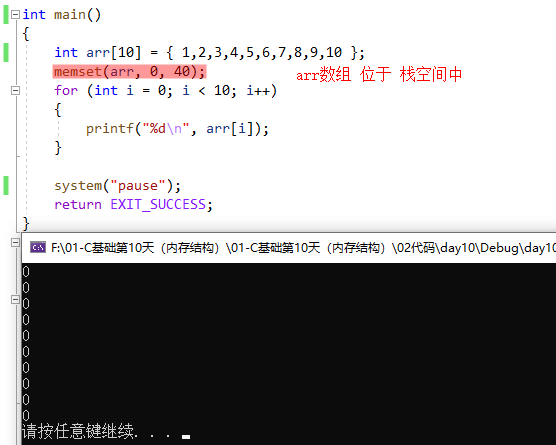 int main()
{
int arr[10] = { 1,2,3,4,5,6,7,8,9,10 };
memset(arr, 0, 40); arr数组 位于 栈空间中
for (int i = 0; i < 10; i++)
{
printf("%d\n", arr[i]);
}
system("pause");
return EXIT_SUCCESS;
}
F:\01-C基础第10天（内存结构）\01-C基础第10天（内存结构）\02代码\day10\Debug\day10
0
0
0
0
0
0
0
0
0
0
请按任意键继续. . .